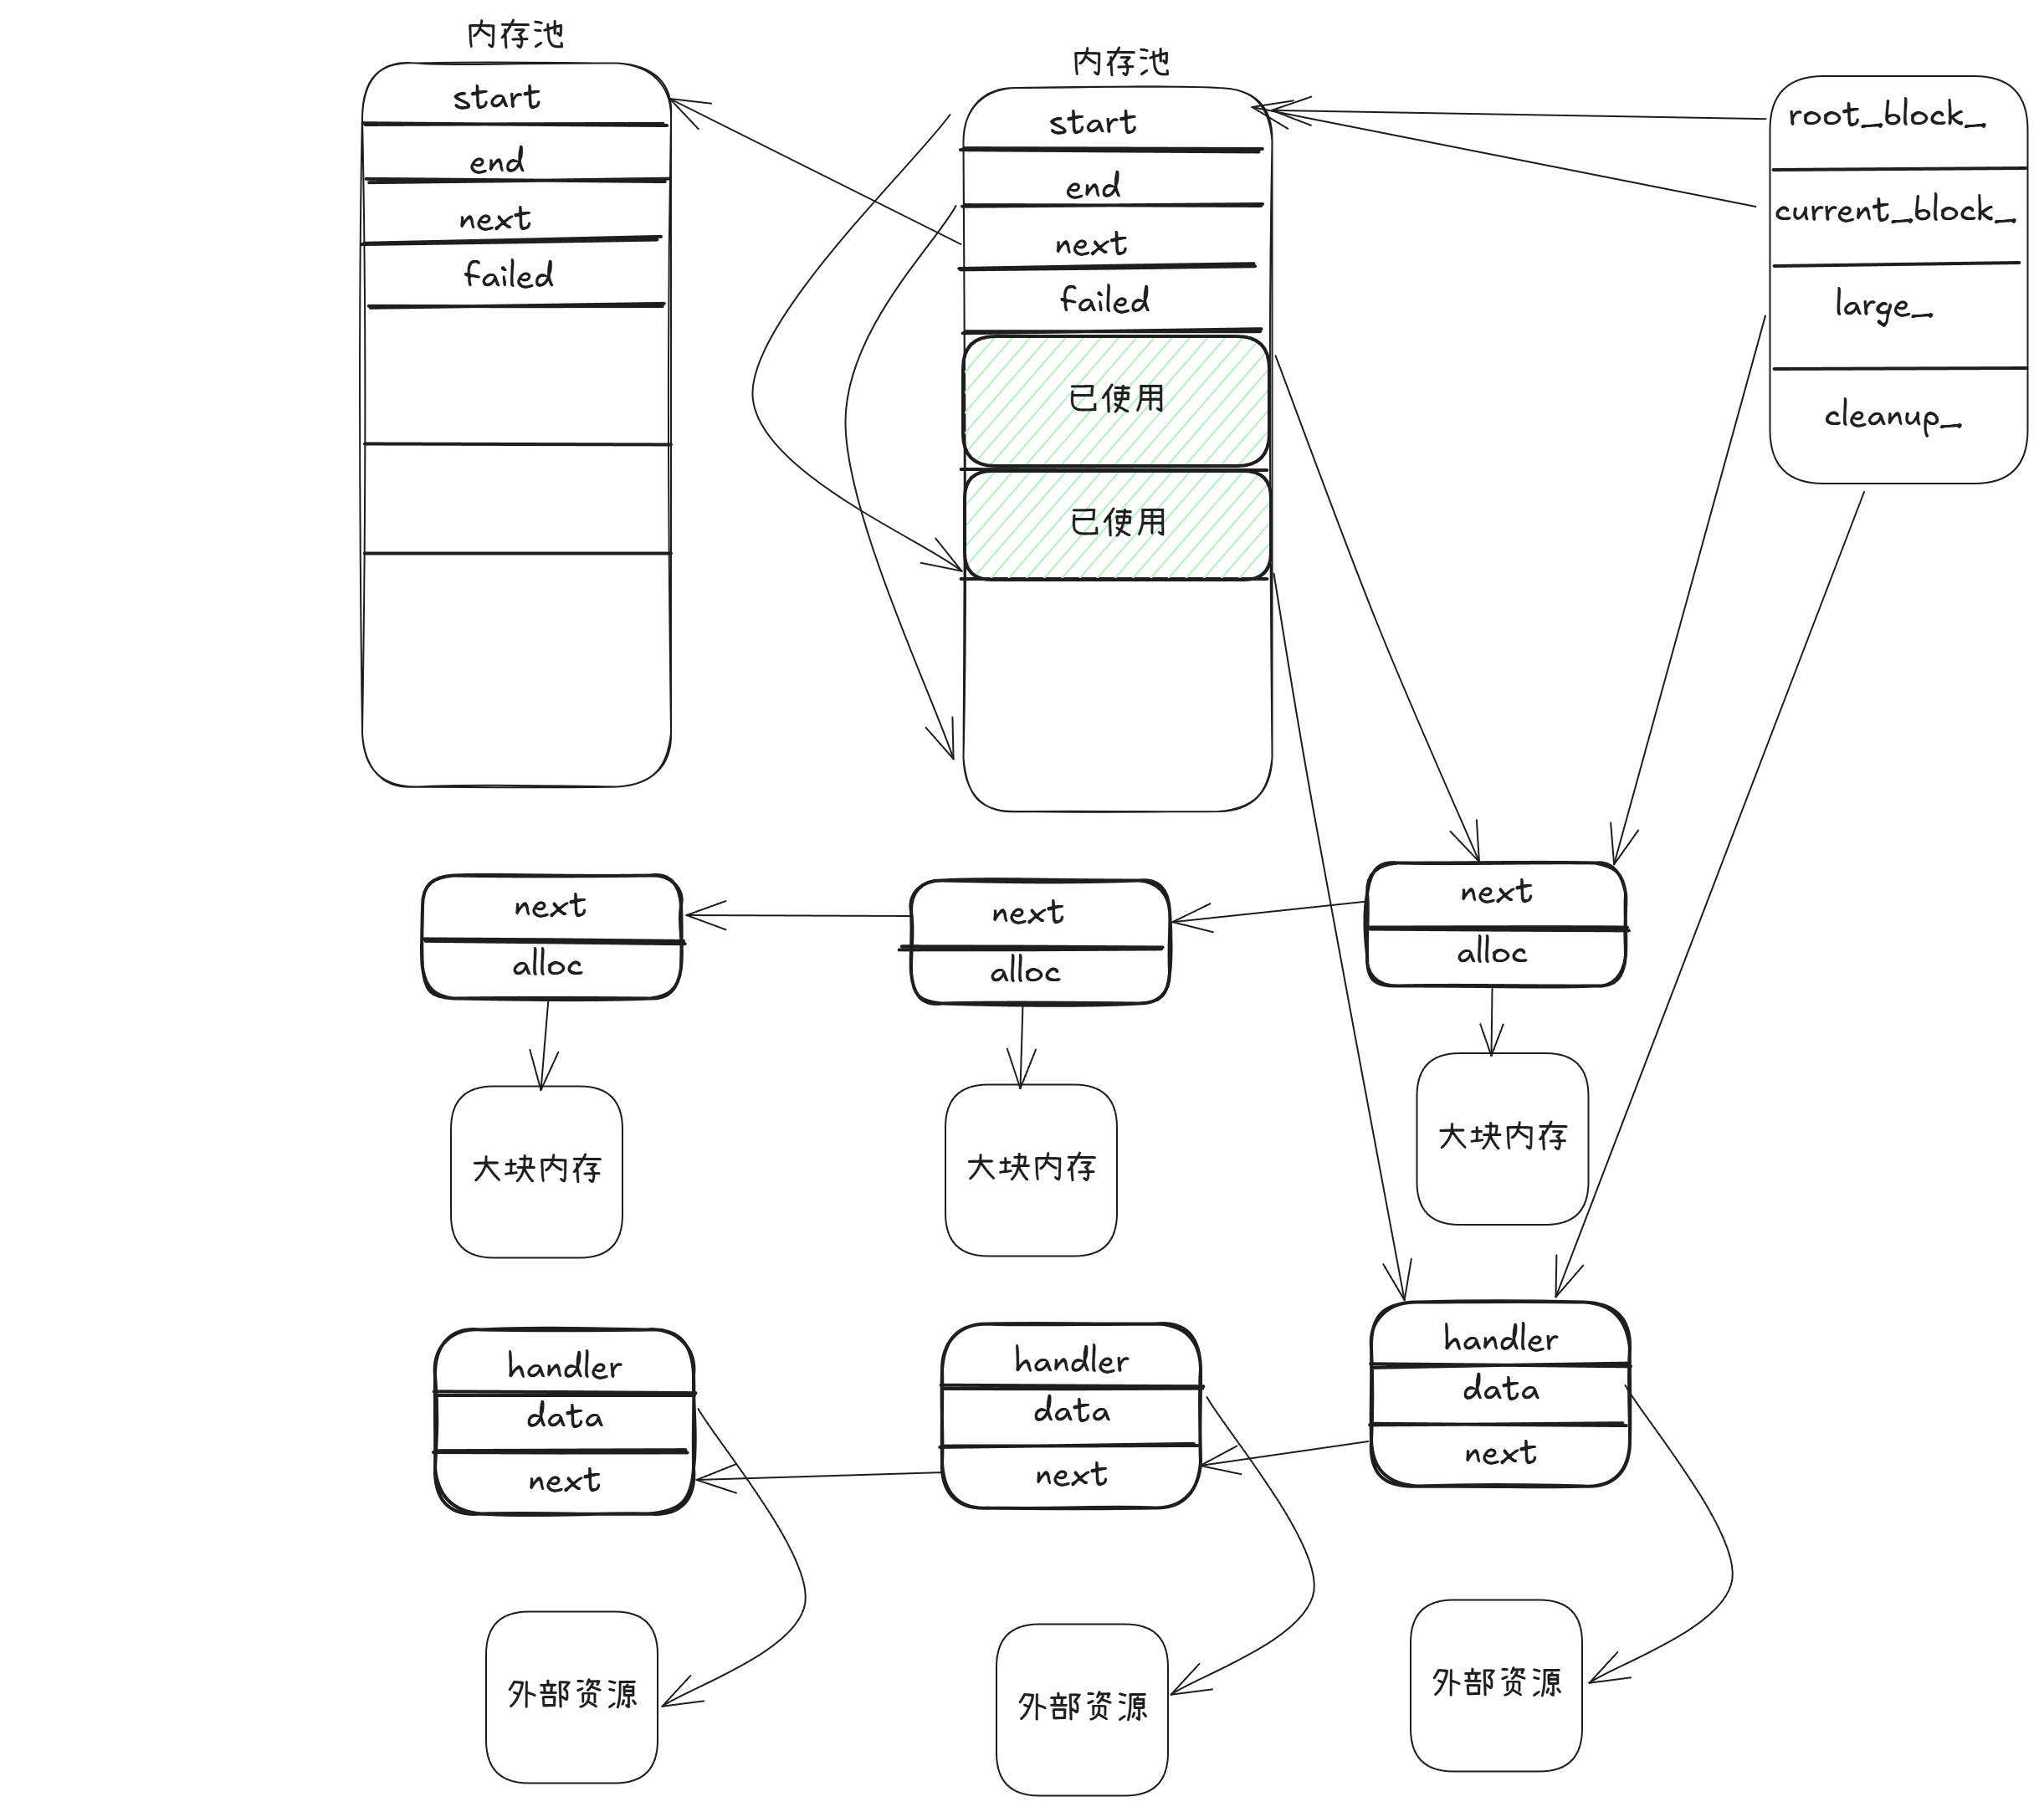 内存池
start
end
next
failed
内存池
start
end
next
failed
已使用
已使用
root_block_
current_block_
large_
cleanup_
next
alloc
next
alloc
next
alloc
大块内存
大块内存
大块内存
handler
data
next
handler
data
next
handler
data
next
外部资源
外部资源
外部资源